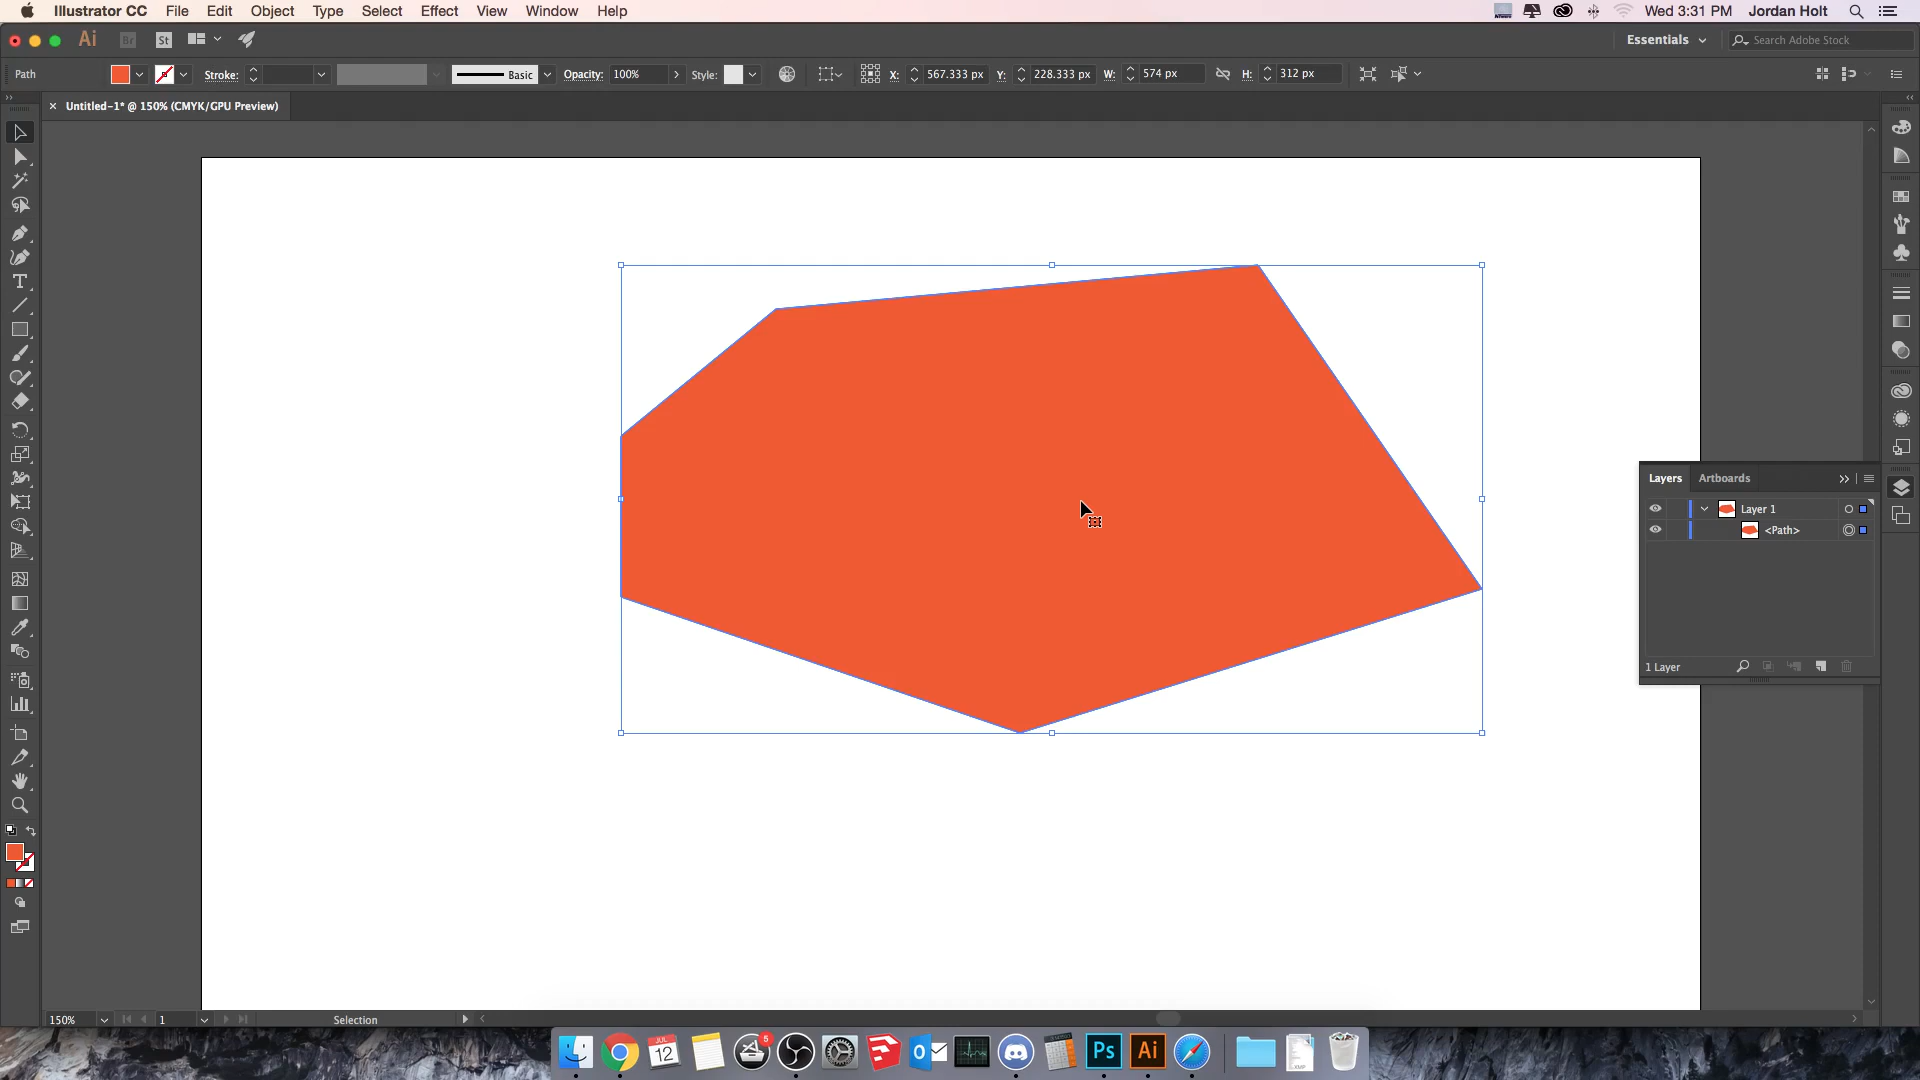 Illustrator CC File Edit Object Type Select Effect View Window Help Wed 3:31 PM Jordan Holt
Ai Br St Essentials Search Adobe Stock
Path Stroke: Basic Opacity: 100% Style: X: 567.333 px Y: 228.333 px W: 574 px H: 312 px
× Untitled-1* @ 150% (CMYK/GPU Preview)
Layers Artboards
Layer 1
<Path>
1 Layer
150% 1 Selection
JUL 12 5 O Ps Ai